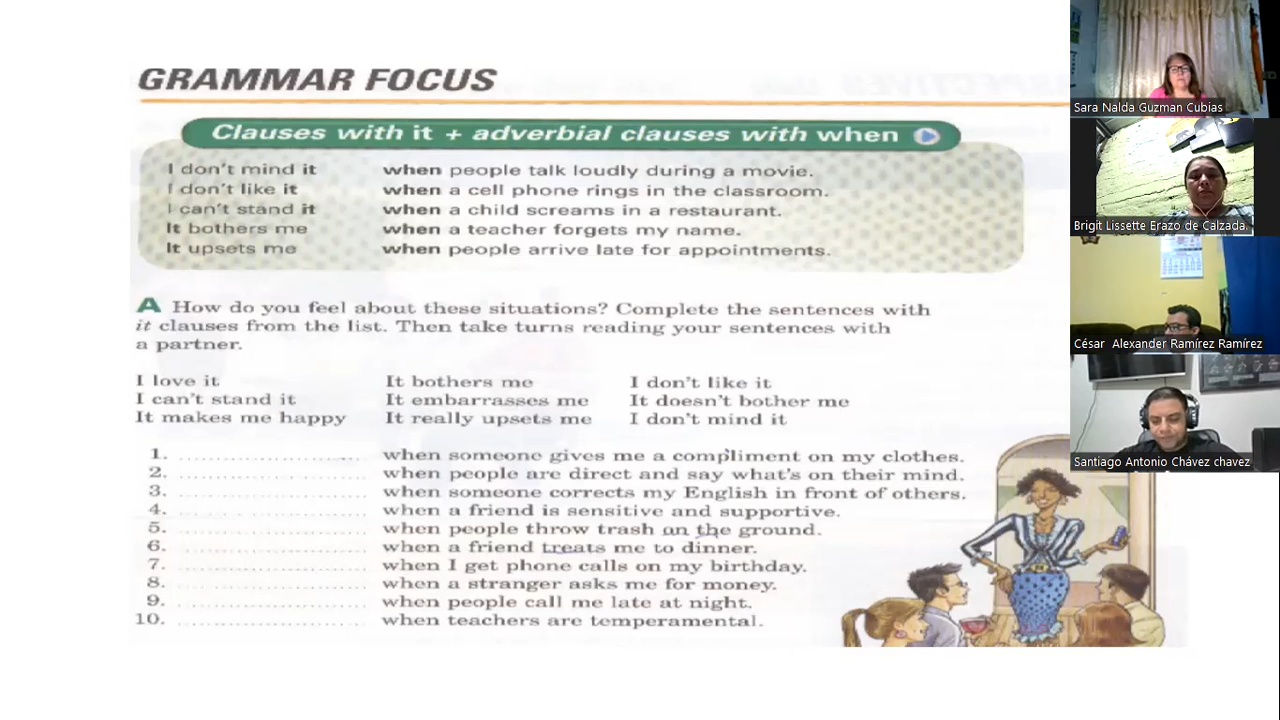 GRAMMAR FOCUS
Clauses with it + adverbial clauses with when
I don't mind it when people talk loudly during a movie.
I don't like it when a cell phone rings in the classroom.
I can't stand it when a child screams in a restaurant.
It bothers me when a teacher forgets my name.
It upsets me when people arrive late for appointments.
A How do you feel about these situations? Complete the sentences with
it clauses from the list. Then take turns reading your sentences with
a partner.
I love it It bothers me I don't like it
I can't stand it It embarrasses me It doesn't bother me
It makes me happy It really upsets me I don't mind it
1. .......................... when someone gives me a compliment on my clothes.
2. .......................... when people are direct and say what's on their mind.
3. .......................... when someone corrects my English in front of others.
4. .......................... when a friend is sensitive and supportive.
5. .......................... when people throw trash on the ground.
6. .......................... when a friend treats me to dinner.
7. .......................... when I get phone calls on my birthday.
8. .......................... when a stranger asks me for money.
9. .......................... when people call me late at night.
10. .......................... when teachers are temperamental.
Sara Nalda Guzman Cubias
Brigit Lissette Erazo de Calzada.
César Alexander Ramírez Ramírez
Santiago Antonio Chávez chavez